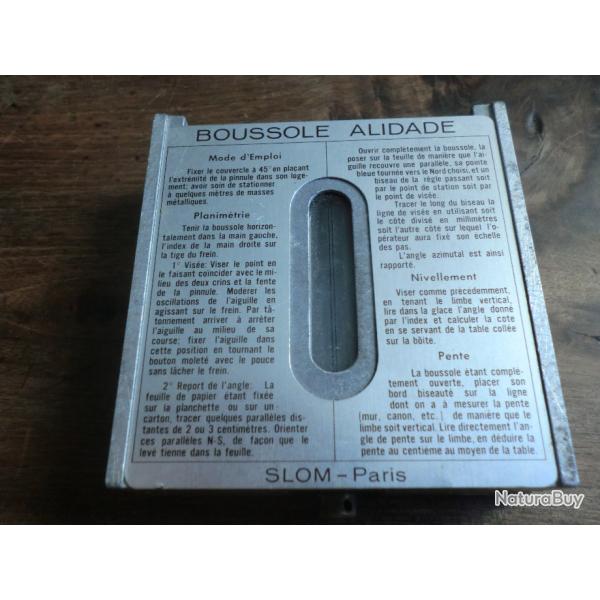 BOUSSOLE ALIDADE
Mode d'Emploi
Fixer le couvercle à 45° en plaçant
l'extrénité de la pinnule dans son loge-
ment; avoir soin de stationner
à quelques mètres de masses
métalliques.
Planimétrie
Tenir la boussole horizon-
talement dans la main gauche,
l'index de la main droite sur
la tige du frein.
1° Visée: Viser le point en
le faisant coïncider avec le mi-
lieu des deux crins et la fente
de la pinnule. Modérer les
oscillations de l'aiguille en
agissant sur le frein. Par tâ-
tonnement arriver à arrêter
l'aiguille au milieu de sa
course; fixer l'aiguille dans
cette position en tournant le
bouton moleté avec le pouce
sans lâcher le frein.
2° Report de l'angle: La
feuille de papier étant fixée
sur la planchette ou sur un
carton, tracer quelques parallèles dis-
tantes de 2 ou 3 centimètres. Orienter
ces parallèles N-S, de façon que le
levé tienne dans la feuille.
Ouvrir complètement la boussole, la
poser sur la feuille de manière que l'ai-
guille recouvre une parallèle, sa pointe
bleue tournée vers le Nord choisi, et un
biseau de la règle passant soit
par le point de station soit par
le point de visée.
Tracer le long du biseau la
ligne de visée en utilisant soit
le côté divisé en millimètres
soit l'autre côté sur lequel l'o-
pérateur aura fixé son échelle
des pas.
L'angle azimutal est ainsi
rapporté.
Nivellement
Viser comme précédemment,
en tenant le limbe vertical,
lire dans la glace l'angle donné
par l'index et calculer la cote
en se servant de la table collée
sur la bôite.
Pente
La boussole étant complè-
tement ouverte, placer son
bord biseauté sur la ligne
dont on a à mesurer la pente
(mur, canon, etc.) de manière que le
limbe soit vertical. Lire directement l'an-
gle de pente sur le limbe, en déduire la
pente au centième au moyen de la table.
SLOM-Paris
NaturaBuy